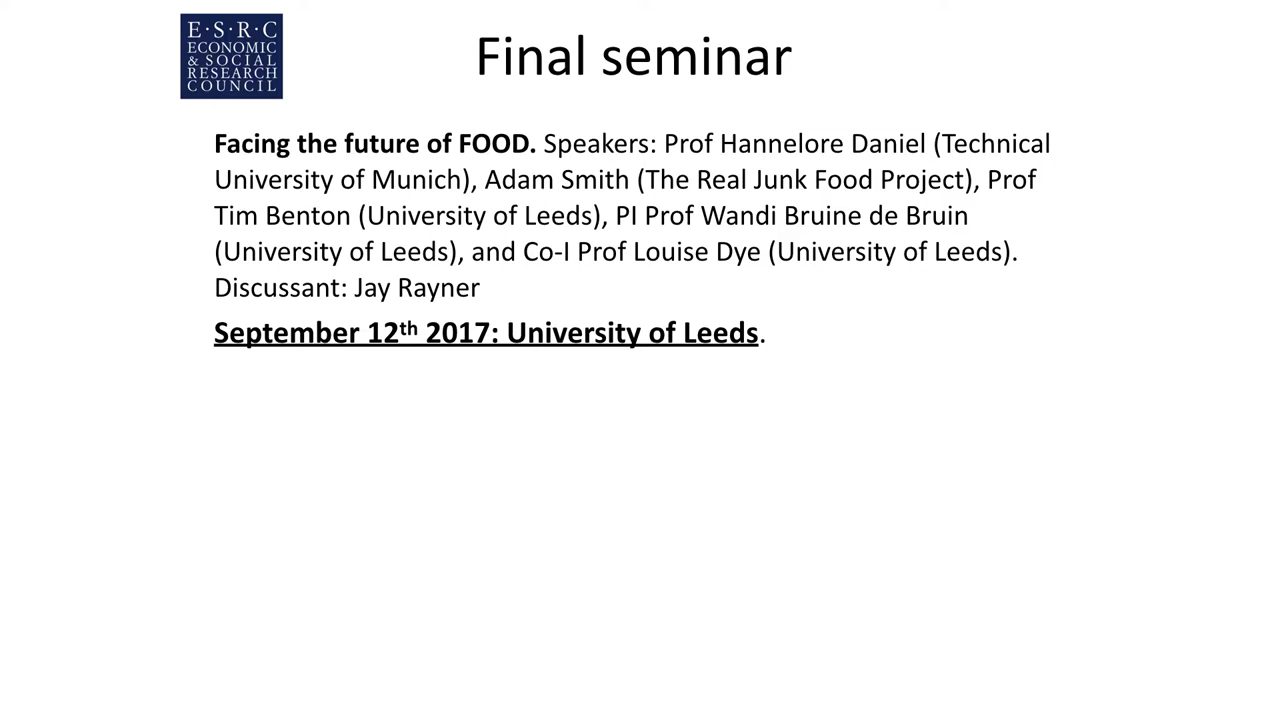 E·S·R·C
ECONOMIC
& SOCIAL
RESEARCH
COUNCIL
Final seminar
Facing the future of FOOD. Speakers: Prof Hannelore Daniel (Technical
University of Munich), Adam Smith (The Real Junk Food Project), Prof
Tim Benton (University of Leeds), PI Prof Wandi Bruine de Bruin
(University of Leeds), and Co-I Prof Louise Dye (University of Leeds).
Discussant: Jay Rayner
September 12th 2017: University of Leeds.